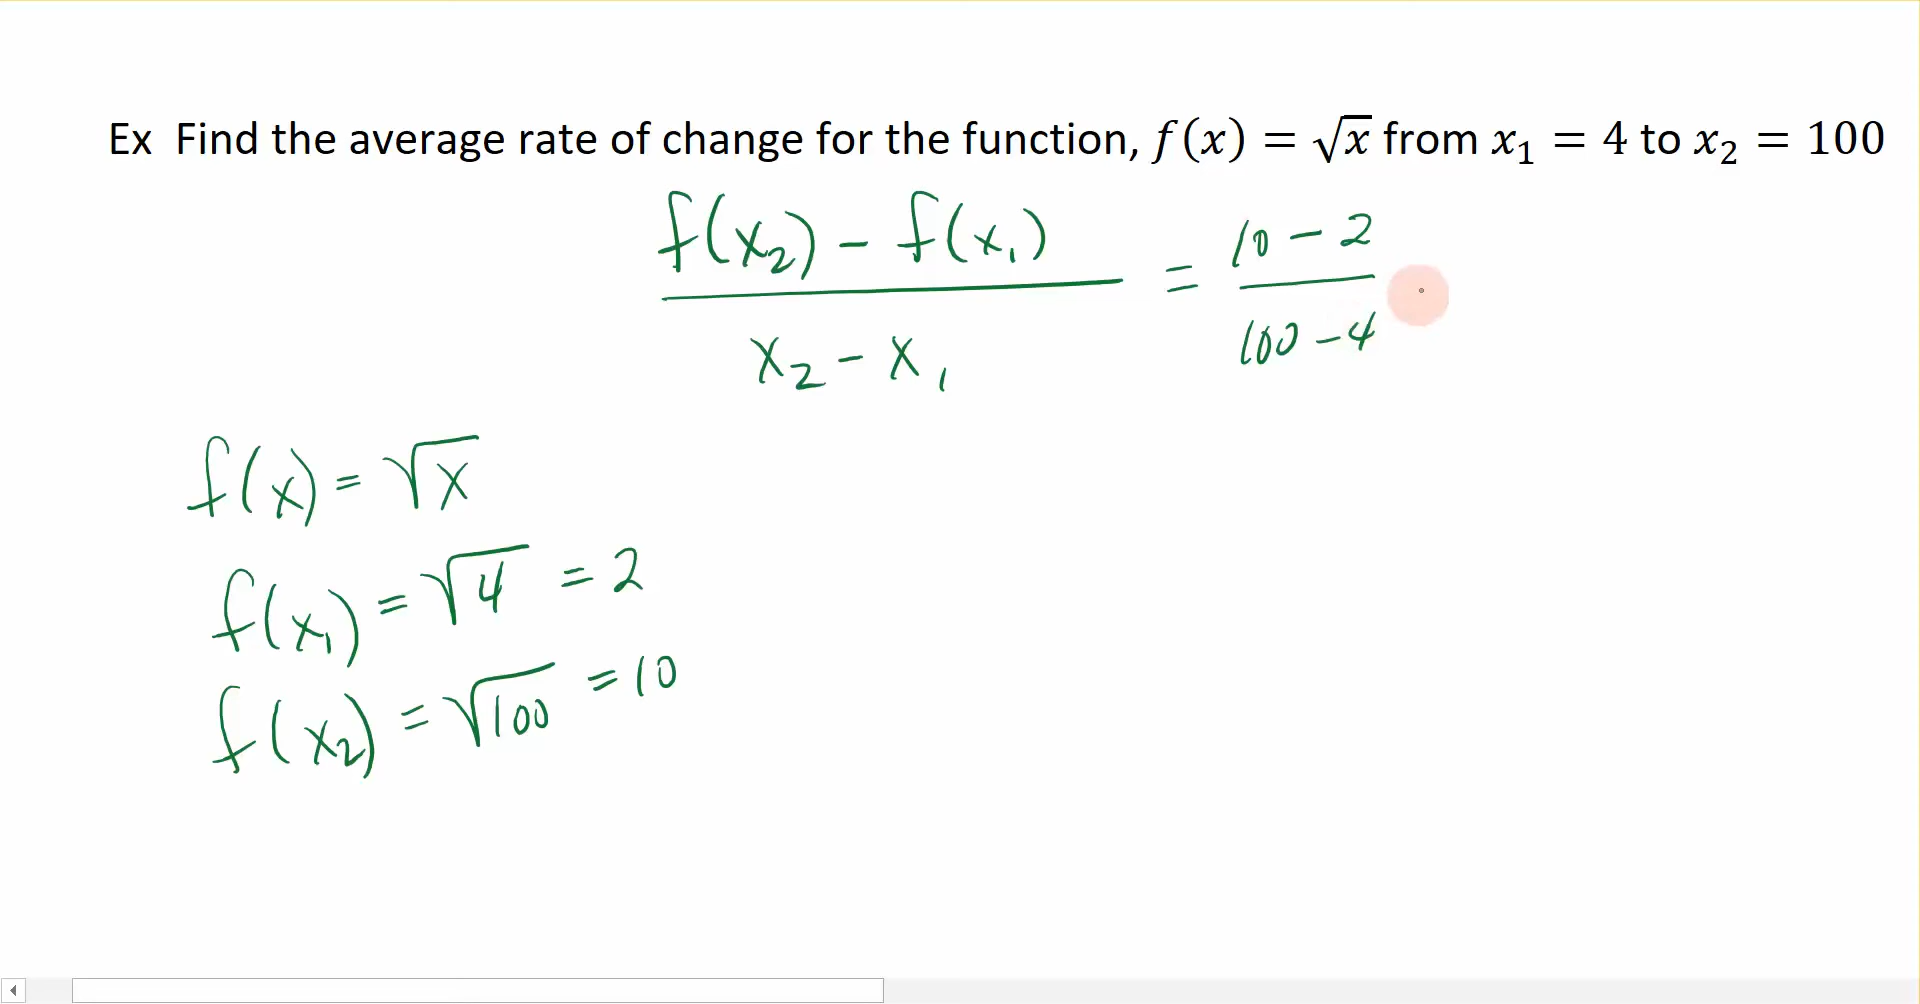 Ex Find the average rate of change for the function, f(x) = √x from x₁ = 4 to x₂ = 100
f(x₂) - f(x₁) / x₂ - x₁ = 10 - 2 / 100 - 4
f(x) = √x
f(x₁) = √4 = 2
f(x₂) = √100 = 10